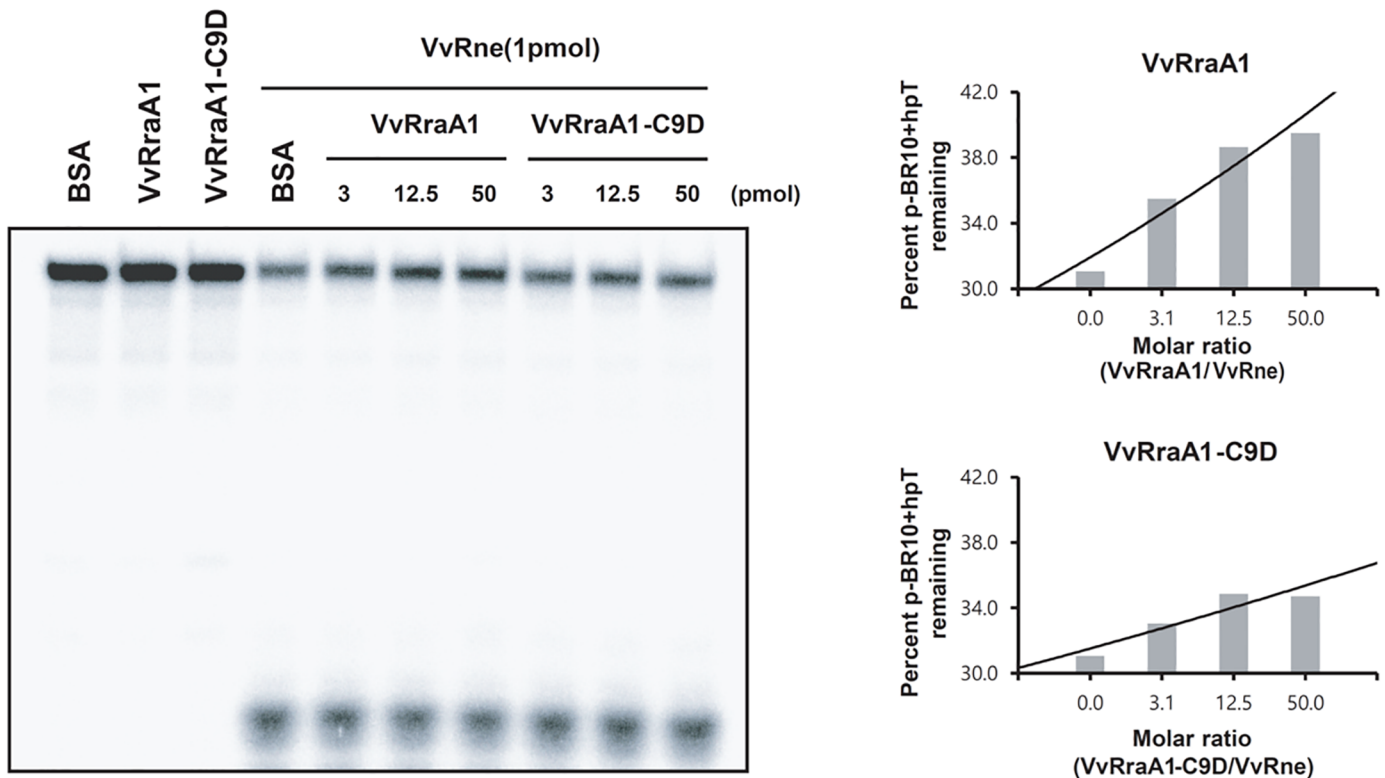 VvRne(1pmol)
BSA
VvRraA1
VvRraA1-C9D
BSA
VvRraA1
VvRraA1-C9D
3 12.5 50 3 12.5 50 (pmol)
VvRraA1
Percent p-BR10+hpT
remaining
42.0
38.0
34.0
30.0
0.0 3.1 12.5 50.0
Molar ratio
(VvRraA1/VvRne)
VvRraA1-C9D
Percent p-BR10+hpT
remaining
42.0
38.0
34.0
30.0
0.0 3.1 12.5 50.0
Molar ratio
(VvRraA1-C9D/VvRne)